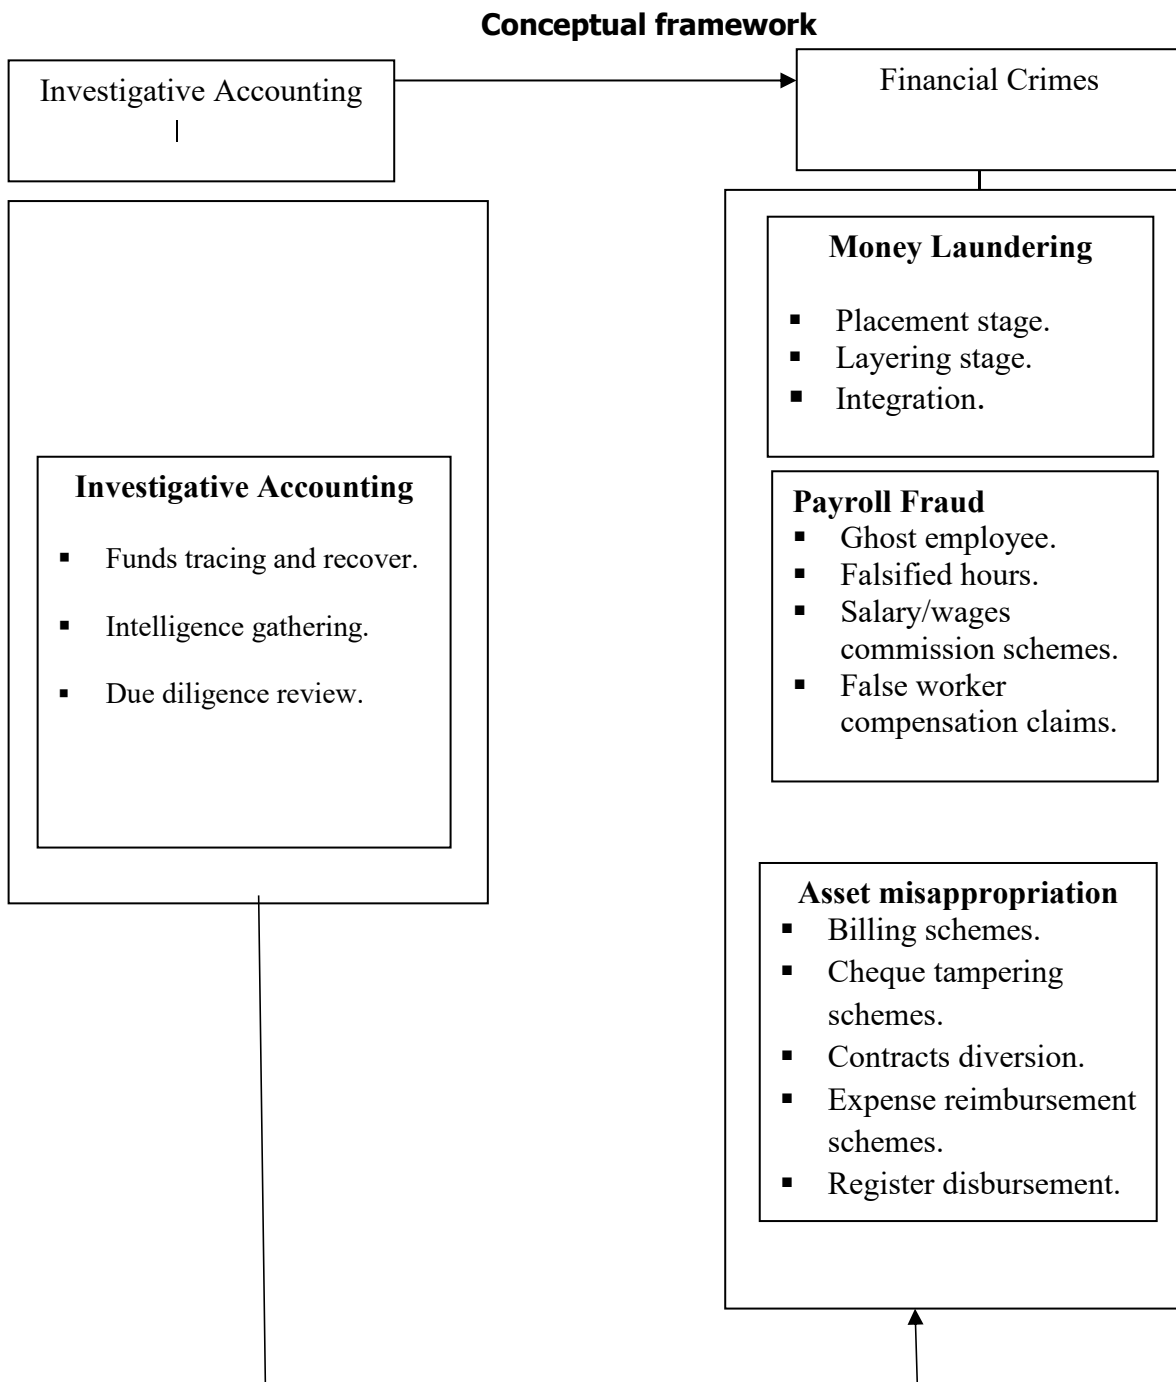 Conceptual framework
Investigative Accounting
Financial Crimes
Investigative Accounting
▪ Funds tracing and recover.
▪ Intelligence gathering.
▪ Due diligence review.
Money Laundering
▪ Placement stage.
▪ Layering stage.
▪ Integration.
Payroll Fraud
▪ Ghost employee.
▪ Falsified hours.
▪ Salary/wages
commission schemes.
▪ False worker
compensation claims.
Asset misappropriation
▪ Billing schemes.
▪ Cheque tampering
schemes.
▪ Contracts diversion.
▪ Expense reimbursement
schemes.
▪ Register disbursement.